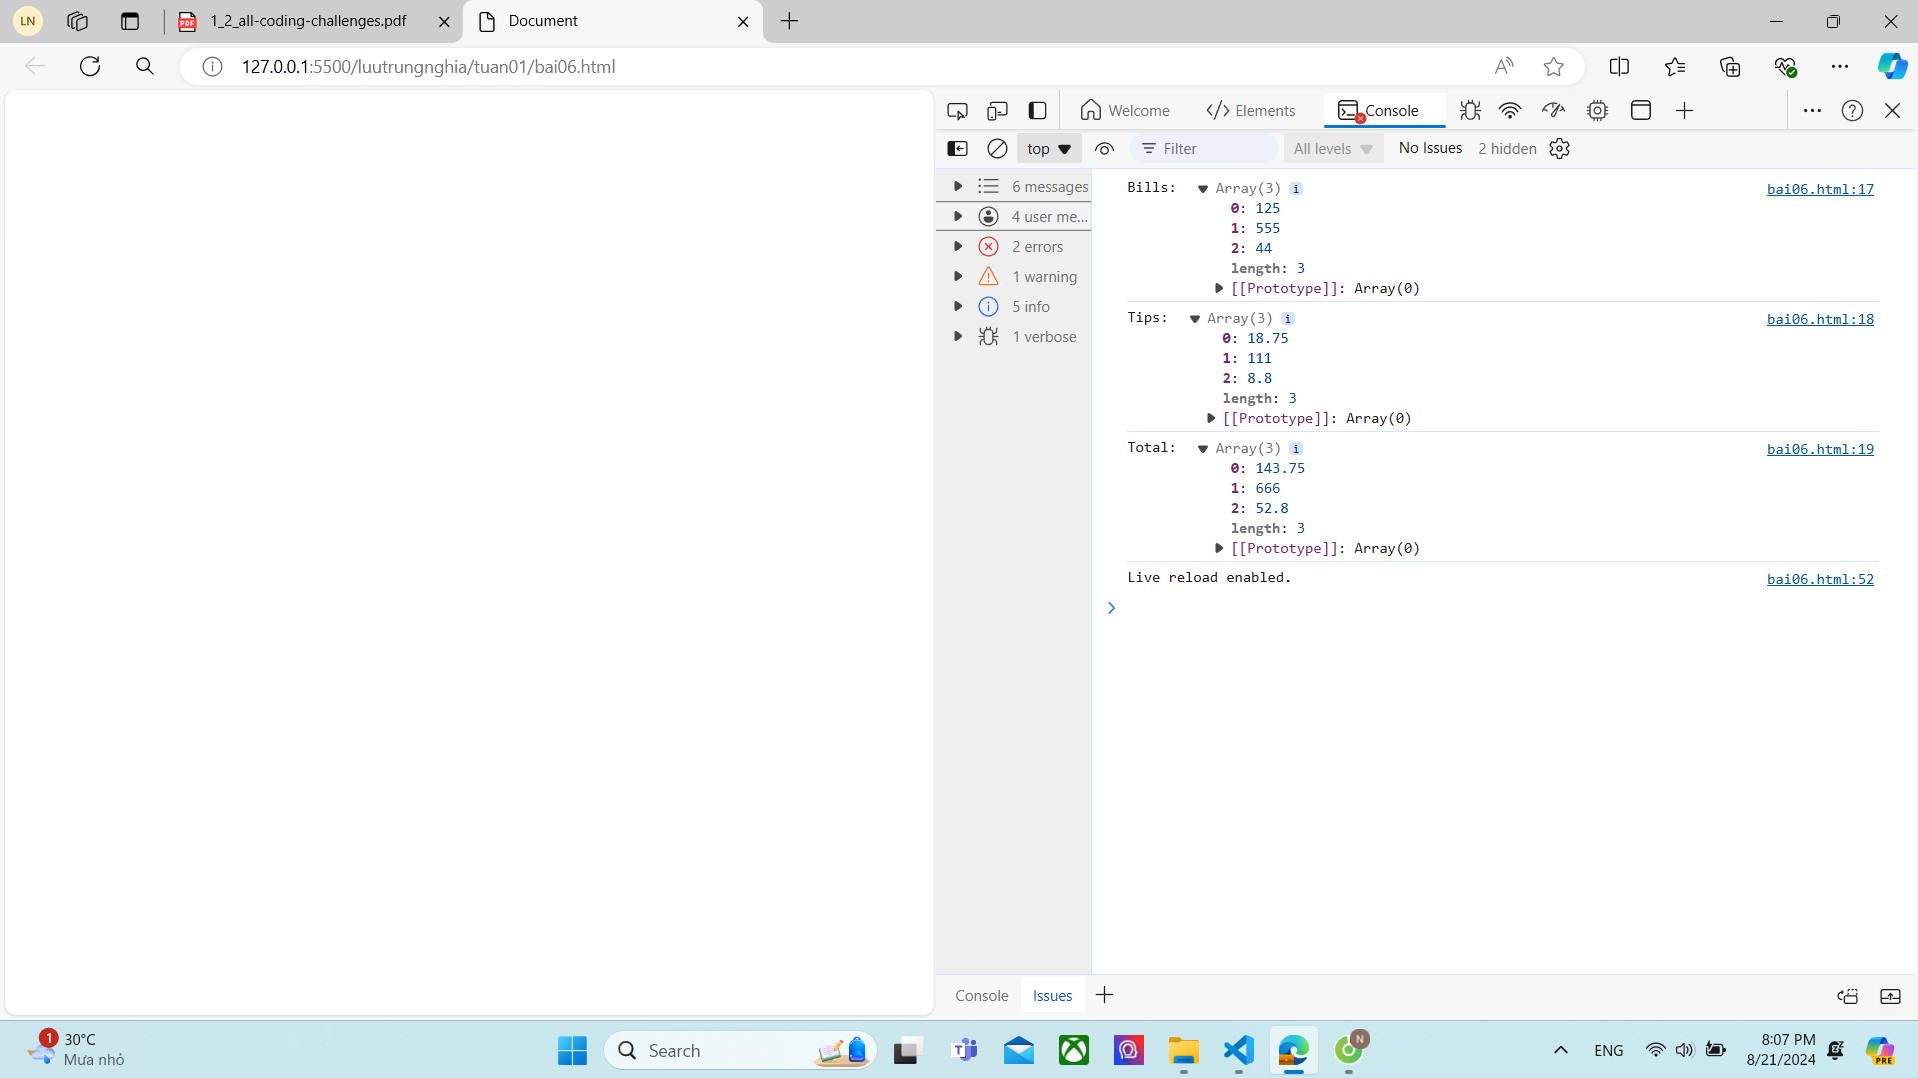 LN
1_2_all-coding-challenges.pdf
Document
127.0.0.1:5500/luutrungnghia/tuan01/bai06.html
Welcome
Elements
Console
top
Filter
All levels
No Issues
2 hidden
6 messages
4 user me...
2 errors
1 warning
5 info
1 verbose
Bills: Array(3) i bai06.html:17
0: 125
1: 555
2: 44
length: 3
[[Prototype]]: Array(0)
Tips: Array(3) i bai06.html:18
0: 18.75
1: 111
2: 8.8
length: 3
[[Prototype]]: Array(0)
Total: Array(3) i bai06.html:19
0: 143.75
1: 666
2: 52.8
length: 3
[[Prototype]]: Array(0)
Live reload enabled. bai06.html:52
Console
Issues
1
30°C
Mưa nhỏ
Search
N
ENG
8:07 PM
8/21/2024
PRE